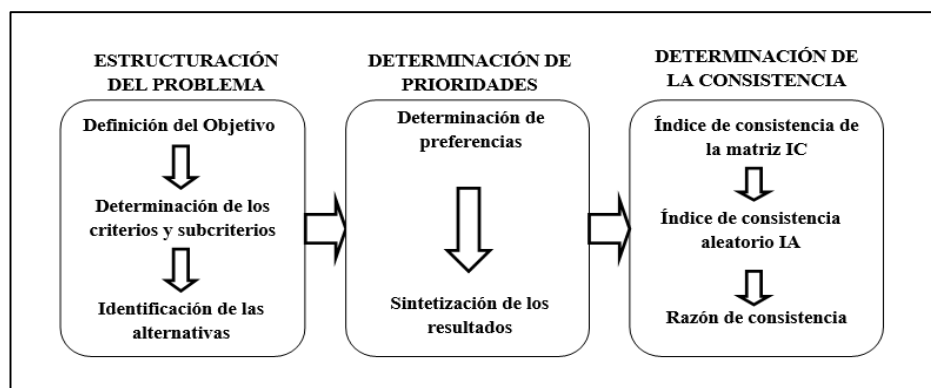 ESTRUCTURACIÓN
DEL PROBLEMA
Definición del Objetivo
Determinación de los
criterios y subcriterios
Identificación de las
alternativas
DETERMINACIÓN DE
PRIORIDADES
Determinación de
preferencias
Sintetización de los
resultados
DETERMINACIÓN DE
LA CONSISTENCIA
Índice de consistencia de
la matriz IC
Índice de consistencia
aleatorio IA
Razón de consistencia